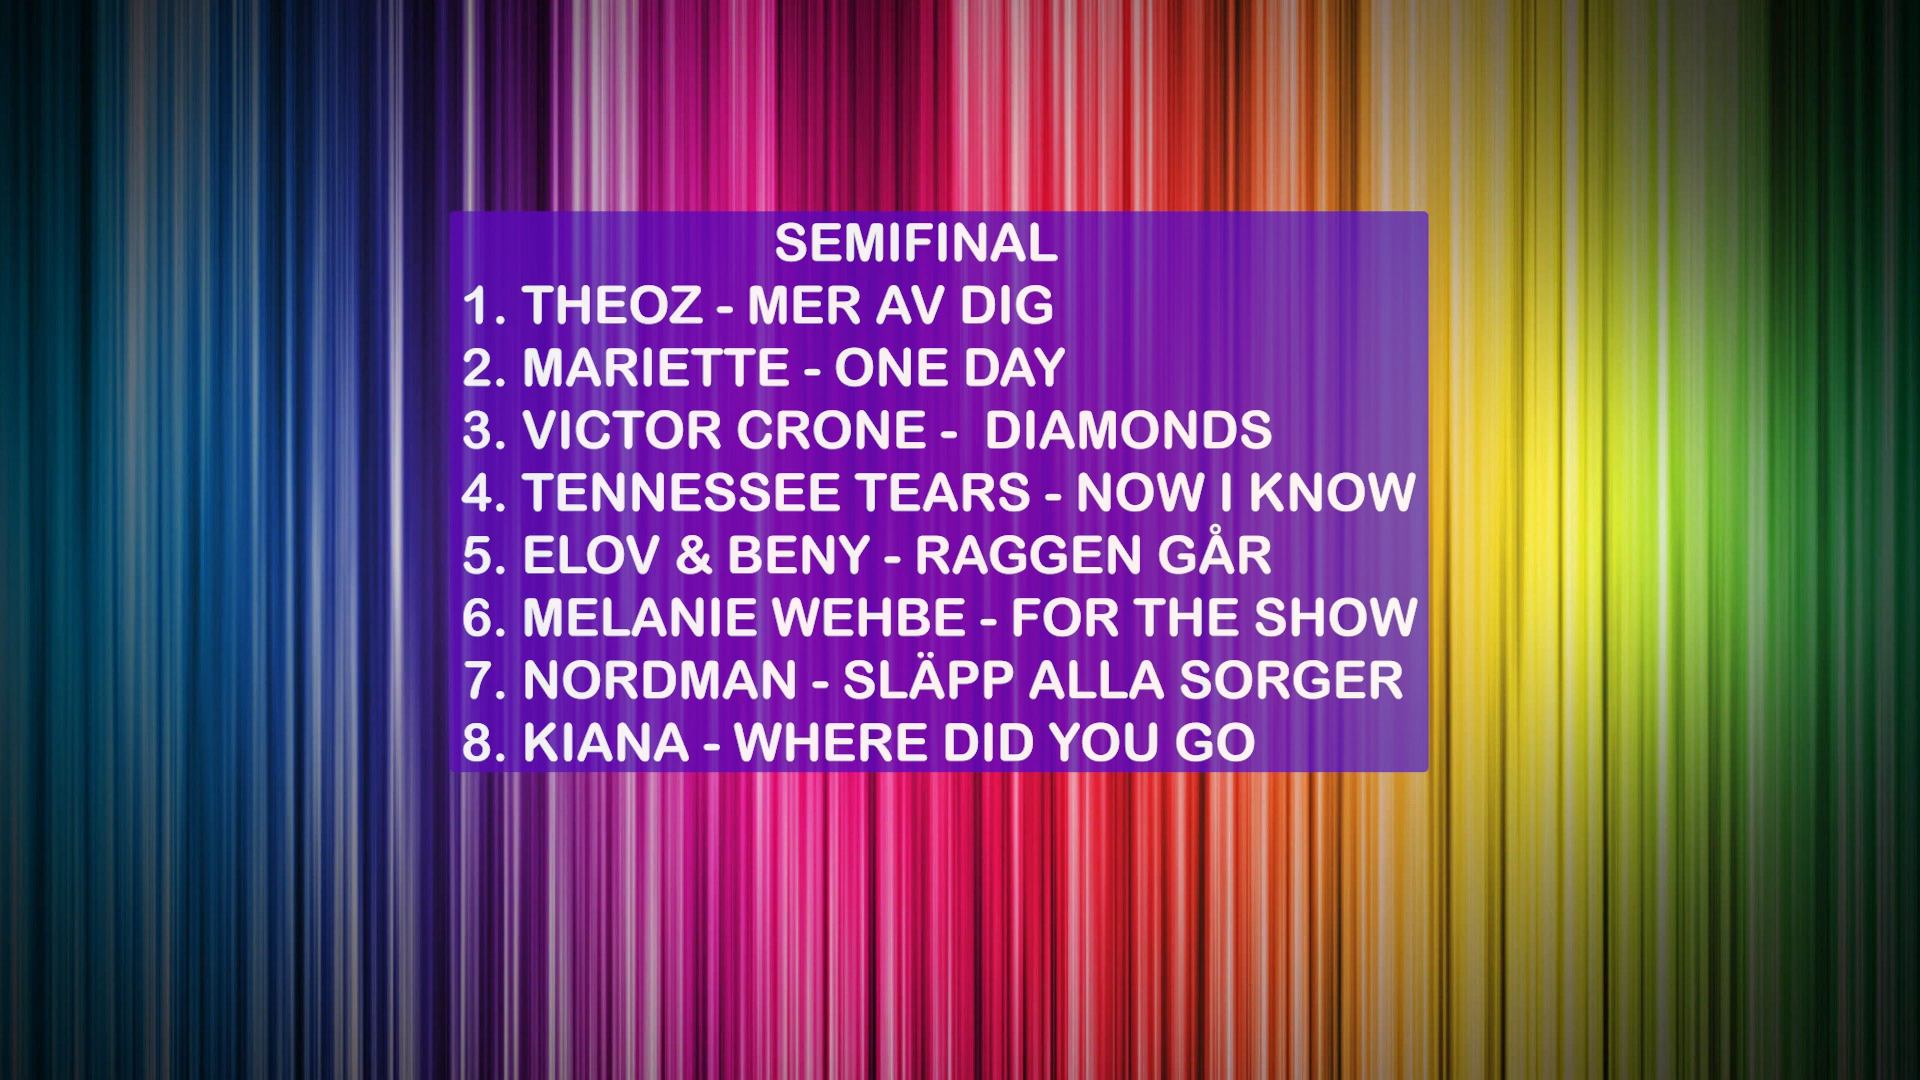 SEMIFINAL
1. THEOZ - MER AV DIG
2. MARIETTE - ONE DAY
3. VICTOR CRONE -  DIAMONDS
4. TENNESSEE TEARS - NOW I KNOW
5. ELOV & BENY - RAGGEN GÅR
6. MELANIE WEHBE - FOR THE SHOW
7. NORDMAN - SLÄPP ALLA SORGER
8. KIANA - WHERE DID YOU GO